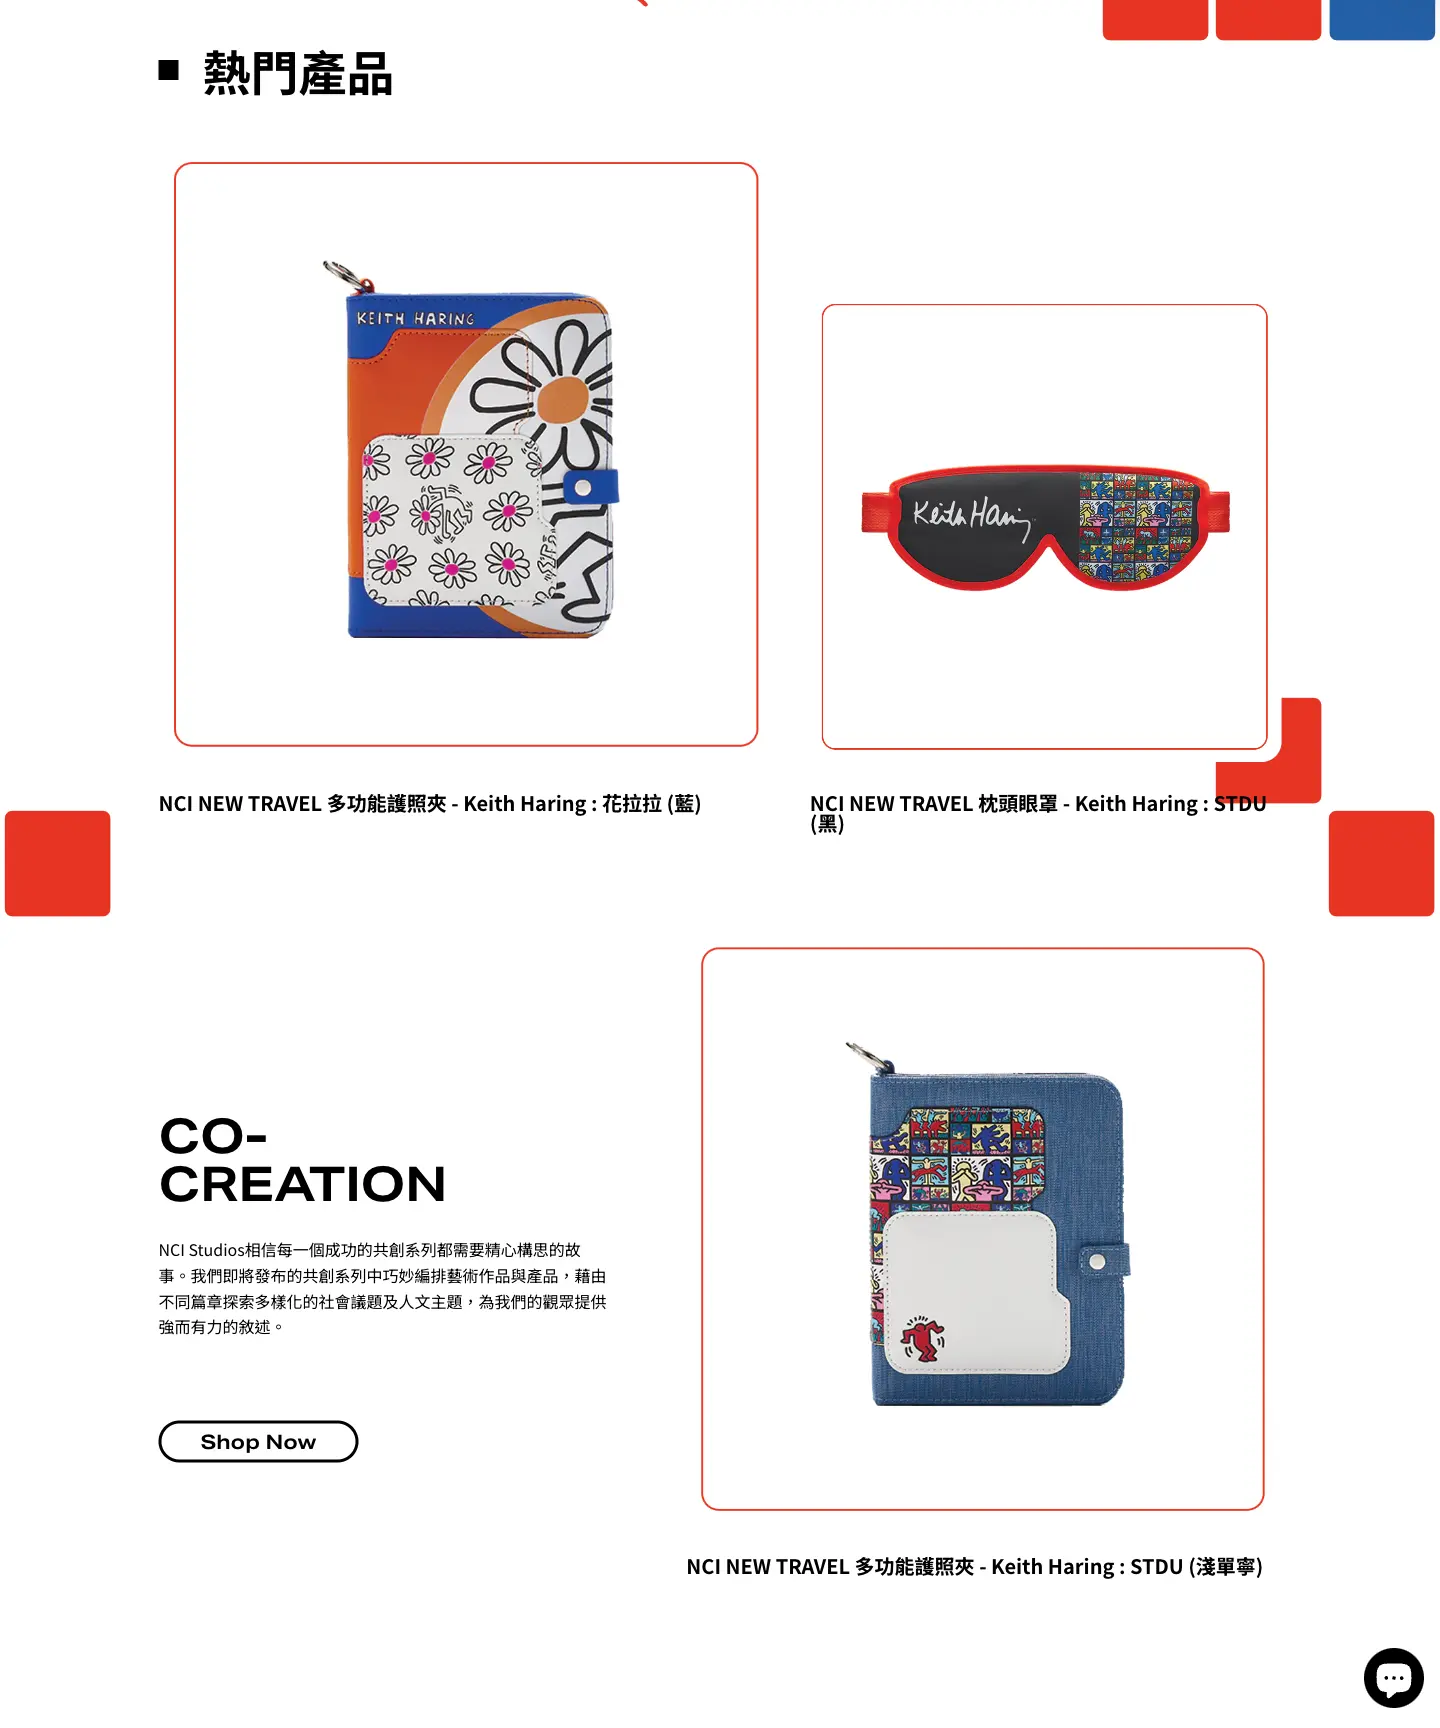 熱門產品
KEITH HARING
Keith Haring
NCI NEW TRAVEL 多功能護照夾 - Keith Haring : 花拉拉 (藍)
NCI NEW TRAVEL 枕頭眼罩 - Keith Haring : STDU
(黑)
CO-
CREATION
NCI Studios相信每一個成功的共創系列都需要精心構思的故
事。我們即將發布的共創系列中巧妙編排藝術作品與產品，藉由
不同篇章探索多樣化的社會議題及人文主題，為我們的觀眾提供
強而有力的敘述。
Shop Now
NCI NEW TRAVEL 多功能護照夾 - Keith Haring : STDU (淺單寧)